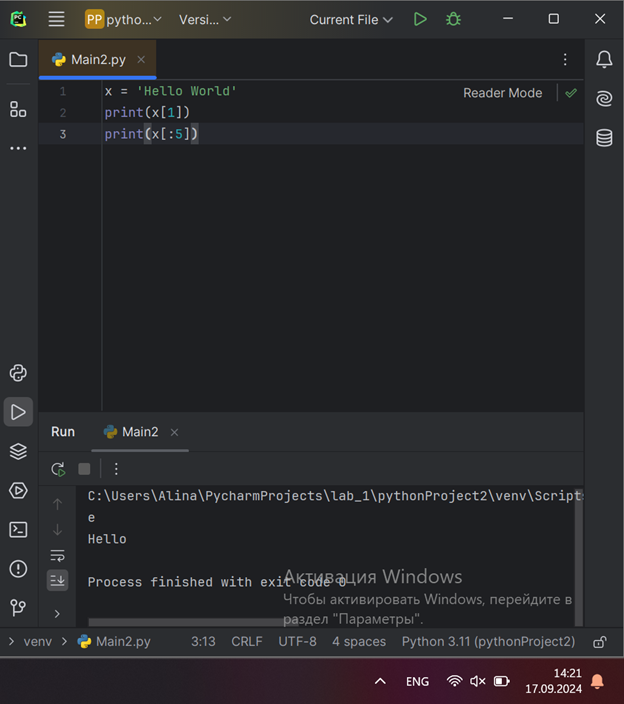 PC
PP pytho... Versi... Current File
Main2.py
1 x = 'Hello World'
Reader Mode
2 print(x[1])
3 print(x[:5])
Run Main2
C:\Users\Alina\PycharmProjects\lab_1\pythonProject2\venv\Script
e
Hello
Process finished with exit code 0
Активация Windows
Чтобы активировать Windows, перейдите в
раздел "Параметры".
venv Main2.py 3:13 CRLF UTF-8 4 spaces Python 3.11 (pythonProject2)
ENG
14:21
17.09.2024